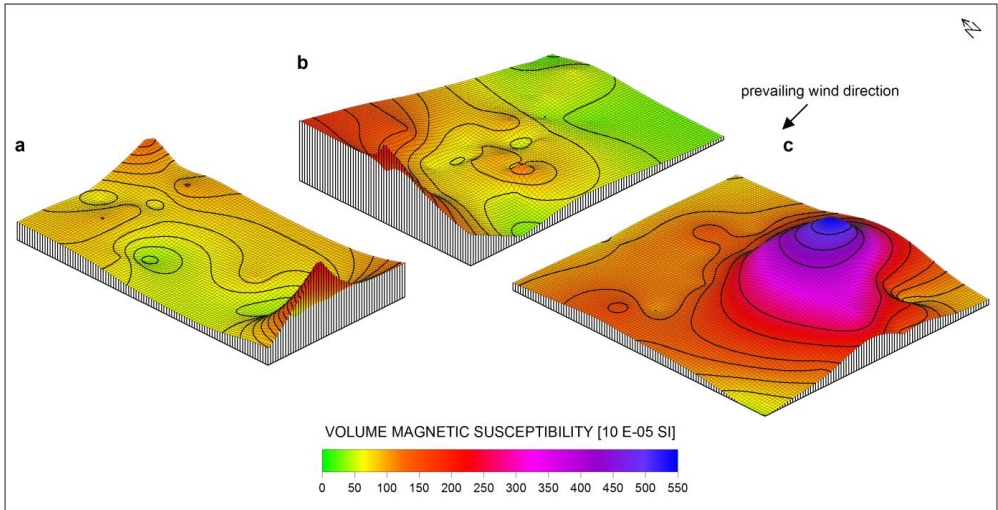 N
b
prevailing wind direction
a
c
VOLUME MAGNETIC SUSCEPTIBILITY [10 E-05 SI]
0 50 100 150 200 250 300 350 400 450 500 550